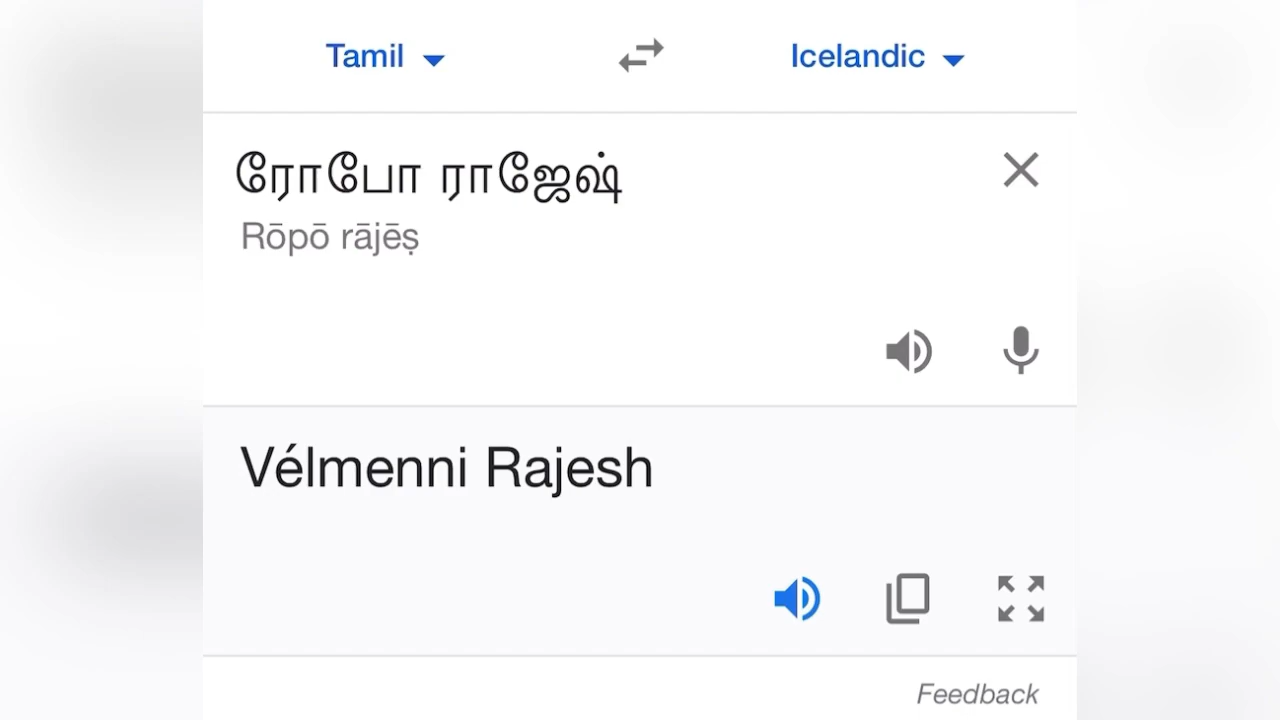 Tamil
Icelandic
ரோபோ ராஜேஷ்
Rōpō rājēṣ
Vélmenni Rajesh
Feedback